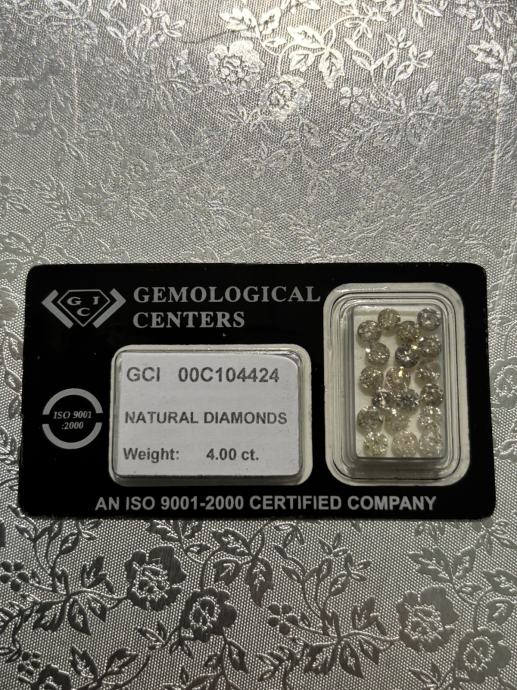 GCI
GEMOLOGICAL
CENTERS
ISO 9001
:2000
GCI 00C104424
NATURAL DIAMONDS
Weight: 4.00 ct.
AN ISO 9001-2000 CERTIFIED COMPANY